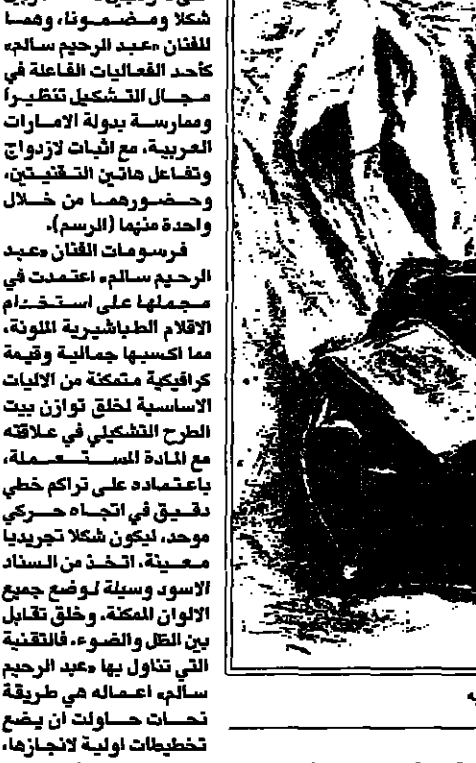 شكلا ومضمونا، وهما
للفنان «عبد الرحيم سالم»
كأحد الفعاليات الفاعلة في
مجال التشكيل تنظيرا
وممارسة بدولة الامارات
العربية، مع اثبات لازدواج
وتفاعل هاتين التقنيتين،
وحضورهما من خلال
واحدة منهما (الرسم).
فرسومات الفنان «عبد
الرحيم سالم» اعتمدت في
مجملها على استخدام
الاقلام الطباشيرية الملونة،
مما اكسبها جمالية وقيمة
كرافيكية متمكنة من الاليات
الاساسية لخلق توازن بيت
الطرح التشكيلي في علاقته
مع المادة المستعملة،
باعتماده على تراكم خطي
دقيق في اتجاه حركي
موحد، ليكون شكلا تجريديا
معينة، اتخذ من السناد
الاسود وسيلة لوضع جميع
الالوان الممكنة، وخلق تقابل
بين الظل والضوء، فالتقنية
التي تناول بها «عبد الرحيم
سالم» اعماله هي طريقة
نحات حاولت ان يضع
تخطيطات اولية لانجازها،